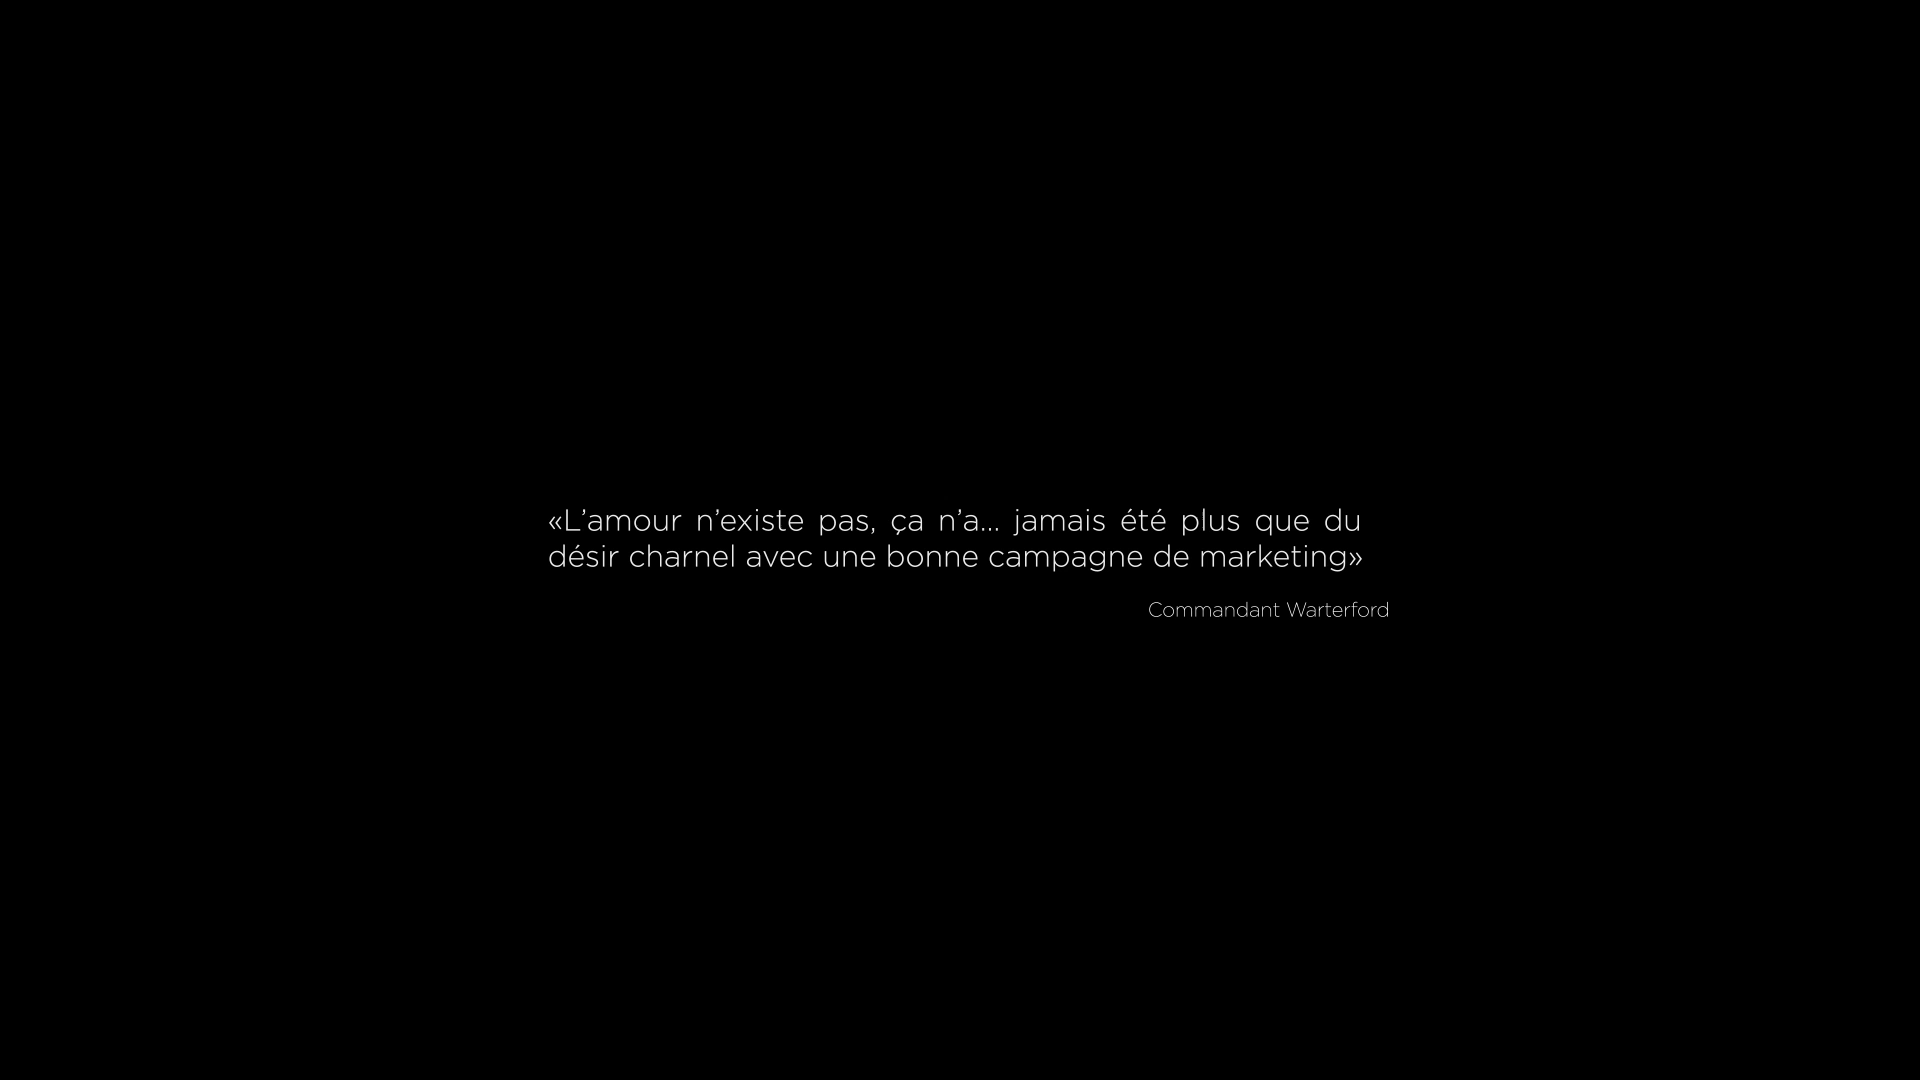 «L’amour n’existe pas, ça n’a... jamais été plus que du
désir charnel avec une bonne campagne de marketing»
Commandant Warterford